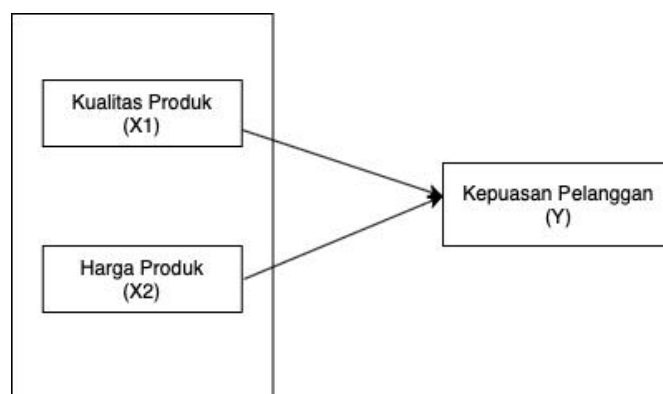 Kualitas Produk
(X1)
Kepuasan Pelanggan
(Y)
Harga Produk
(X2)